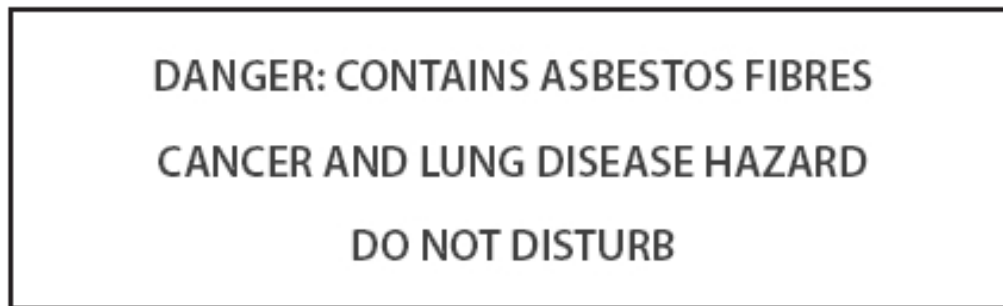 DANGER: CONTAINS ASBESTOS FIBRES
CANCER AND LUNG DISEASE HAZARD
DO NOT DISTURB